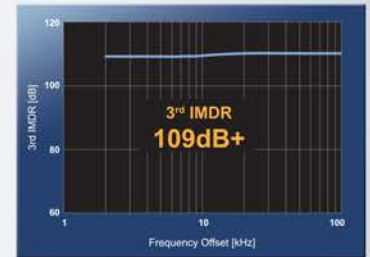 120
100
80
60
3rd IMDR [dB]
3rd IMDR
109dB+
1
10
100
Frequency Offset [kHz]